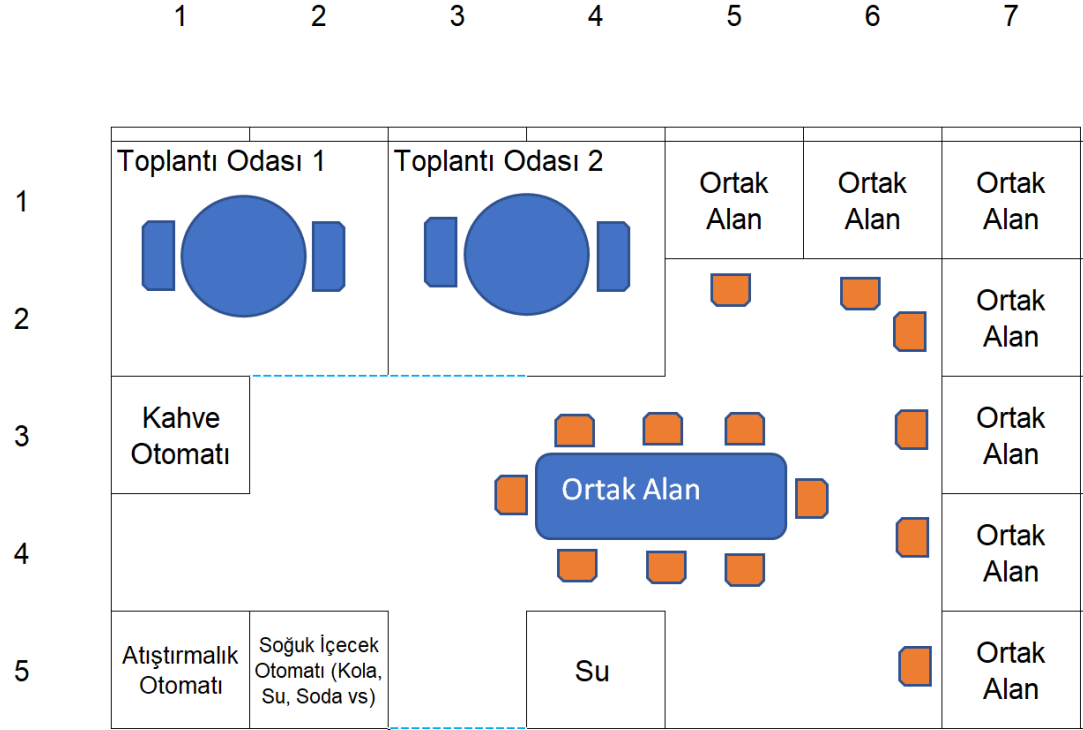 1 2 3 4 5 6 7
Toplantı Odası 1
Toplantı Odası 2
1
Ortak
Alan
Ortak
Alan
Ortak
Alan
2
Ortak
Alan
3
Kahve
Otomatı
Ortak
Alan
Ortak Alan
4
Ortak
Alan
5
Atıştırmalık
Otomatı
Soğuk İçecek
Otomatı (Kola,
Su, Soda vs)
Su
Ortak
Alan